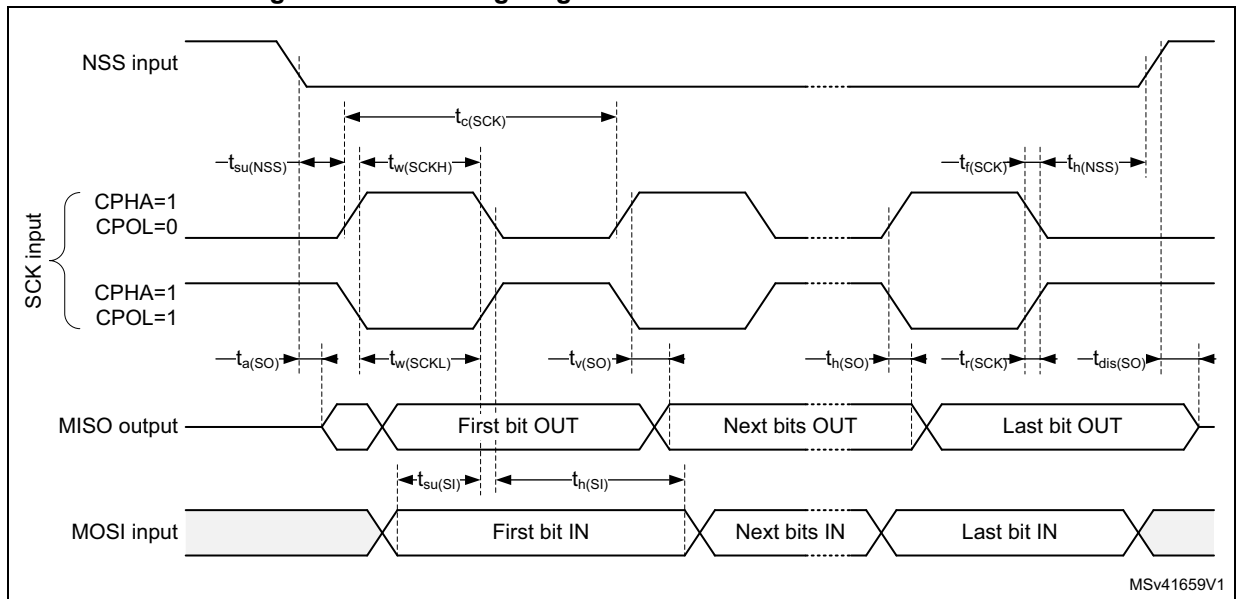 NSS input
tc(SCK)
tsu(NSS)
tw(SCKH)
tf(SCK)
th(NSS)
SCK input
CPHA=1
CPOL=0
CPHA=1
CPOL=1
ta(SO)
tw(SCKL)
tv(SO)
th(SO)
tr(SCK)
tdis(SO)
MISO output
First bit OUT
Next bits OUT
Last bit OUT
tsu(SI)
th(SI)
MOSI input
First bit IN
Next bits IN
Last bit IN
MSv41659V1